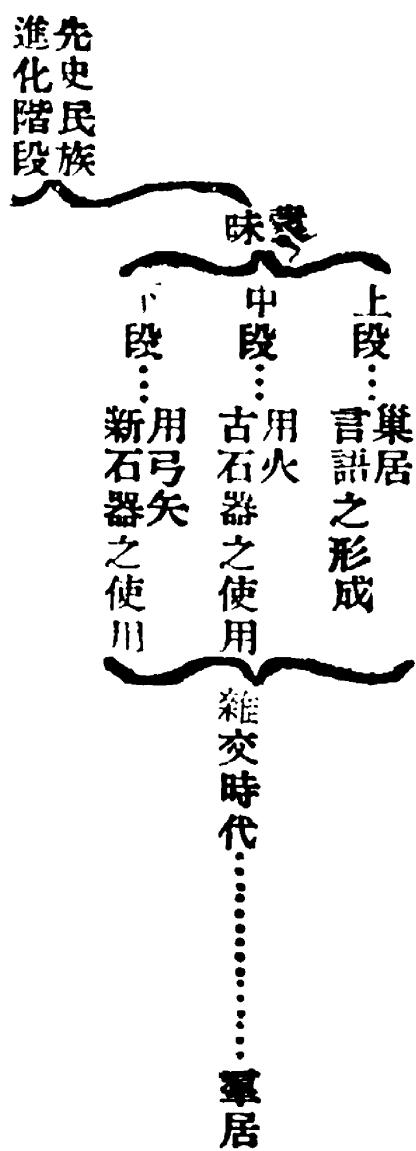 先史民族
進化階段
蒙昧
上段……
巢居
言語之形成
中段……
用火
古石器之使用
下段……
用弓矢
新石器之使用
雜交時代…………
羣居